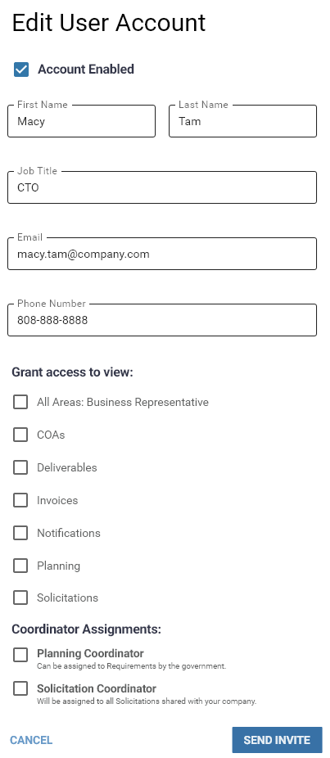 Edit User Account
Account Enabled
First Name
Last Name
Macy
Tam
Job Title
CTO
Email
macy.tam@company.com
Phone Number
808-888-8888
Grant access to view:
All Areas: Business Representative
COAs
Deliverables
Invoices
Notifications
Planning
Solicitations
Coordinator Assignments:
Planning Coordinator
Can be assigned to Requirements by the government.
Solicitation Coordinator
Will be assigned to all Solicitations shared with your company.
CANCEL
SEND INVITE